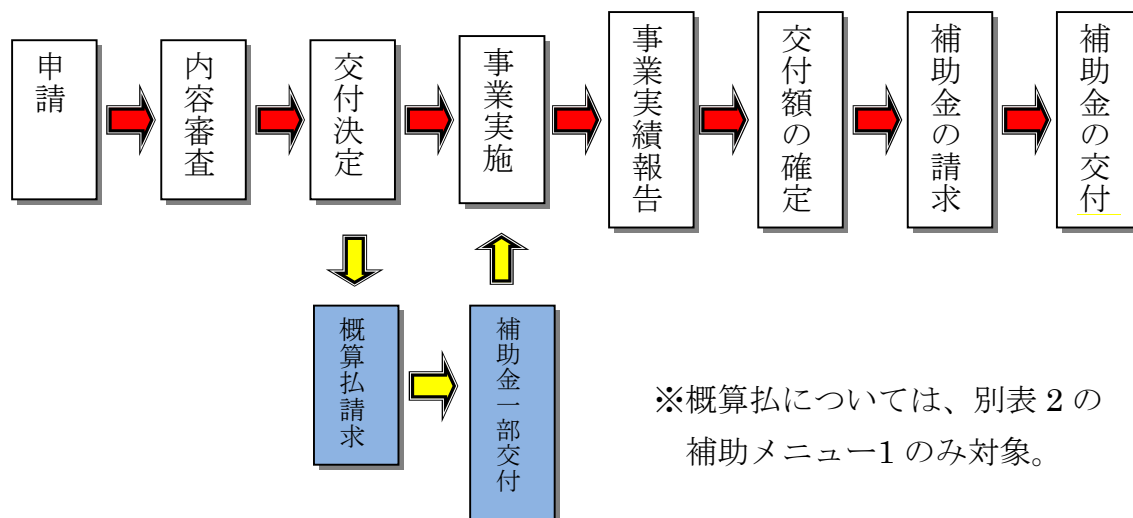 申請
内容審査
交付決定
事業実施
事業実績報告
交付額の確定
補助金の請求
補助金の交付
概算払請求
補助金一部交付
※概算払については、別表 2 の
補助メニュー1 のみ対象。